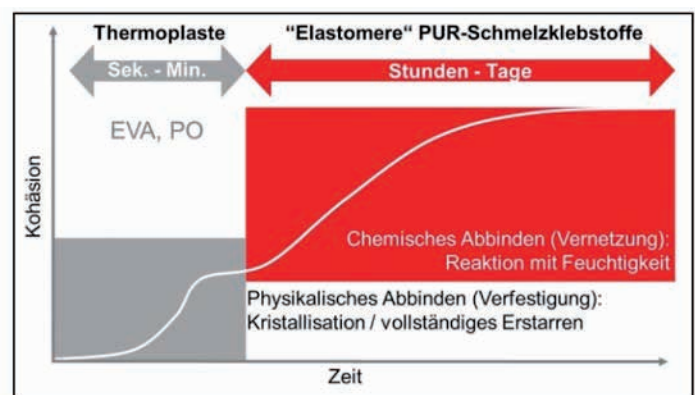 Thermoplaste
“Elastomere“ PUR-Schmelzklebstoffe
Sek. - Min.
Stunden - Tage
EVA, PO
Kohäsion
Chemisches Abbinden (Vernetzung):
Reaktion mit Feuchtigkeit
Physikalisches Abbinden (Verfestigung):
Kristallisation / vollständiges Erstarren
Zeit